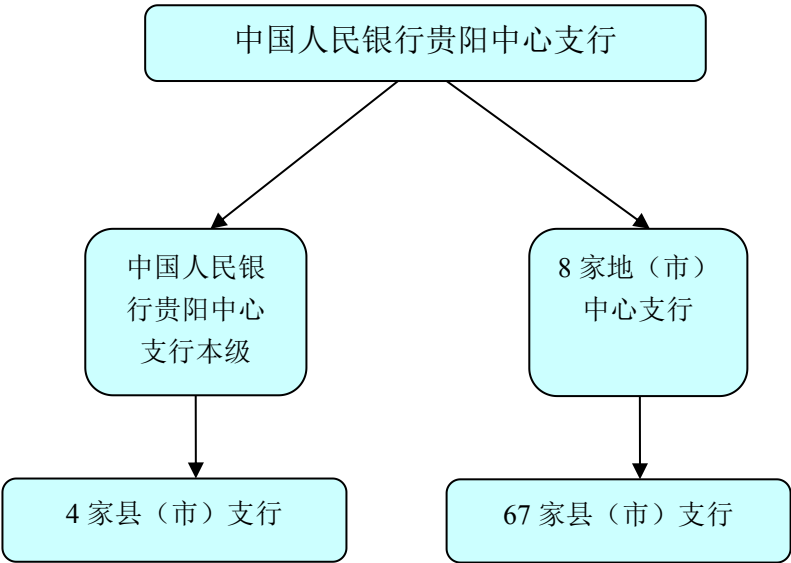 中国人民银行贵阳中心支行
中国人民银
行贵阳中心
支行本级
8 家地（市）
中心支行
4 家县（市）支行
67 家县（市）支行